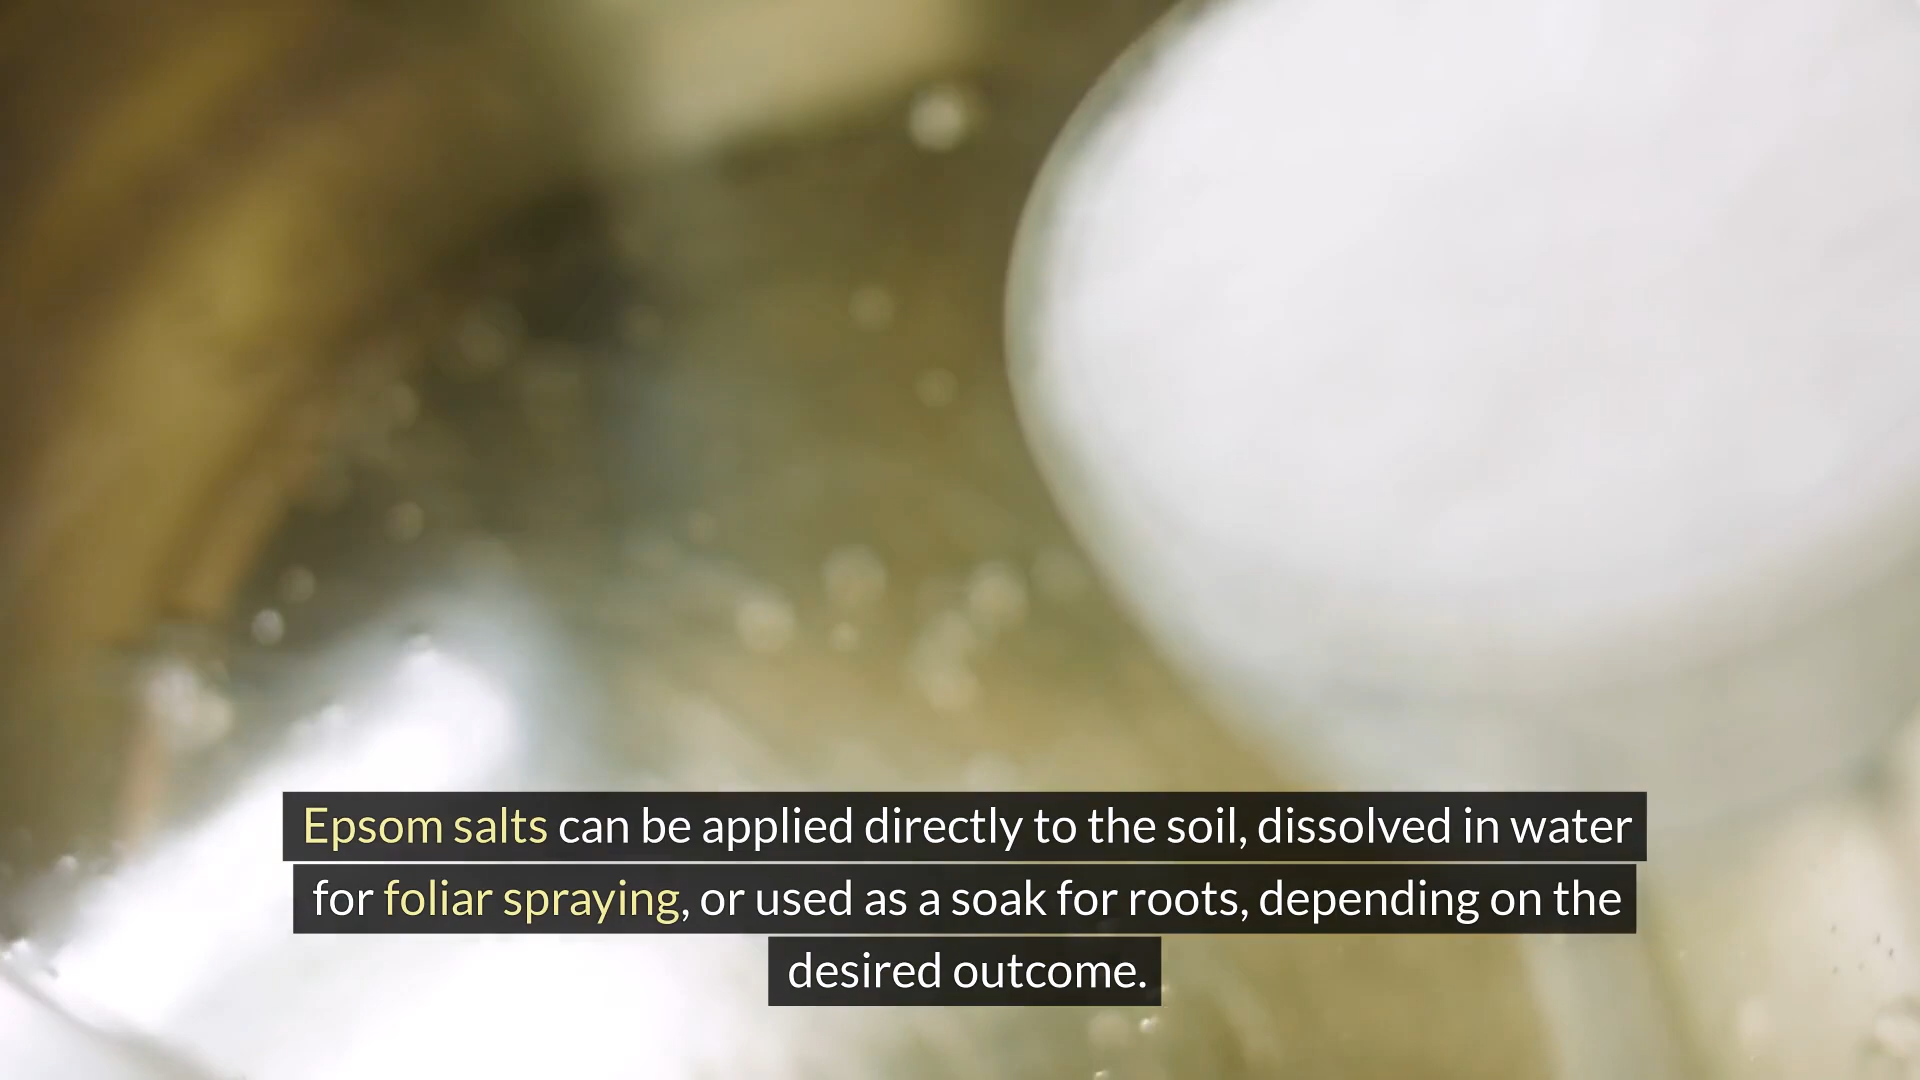 Epsom salts can be applied directly to the soil, dissolved in water
for foliar spraying, or used as a soak for roots, depending on the
desired outcome.